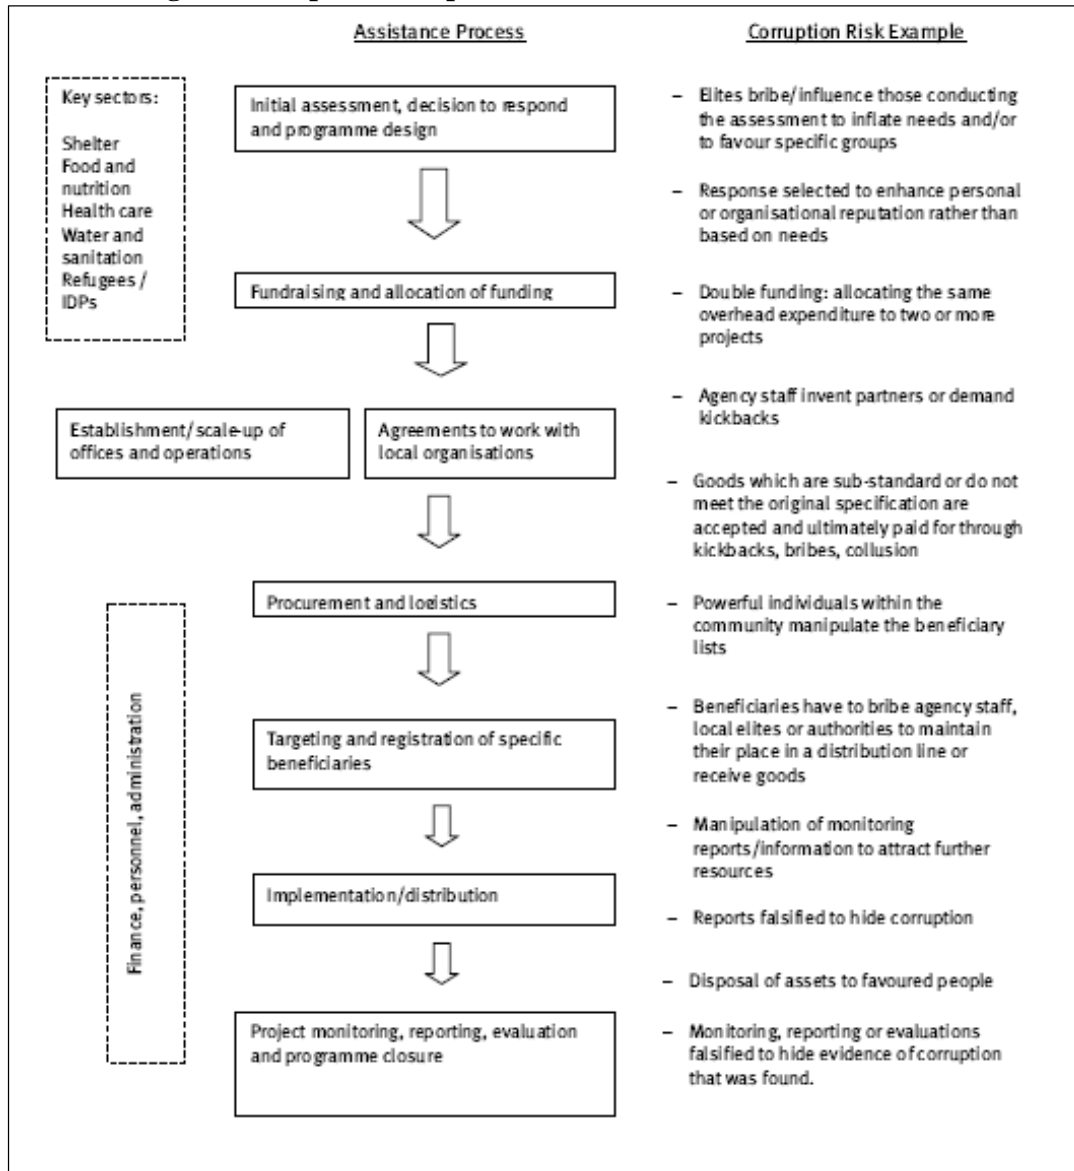 Assistance Process
Corruption Risk Example
Key sectors:
Shelter
Food and
nutrition
Health care
Water and
sanitation
Refugees /
IDPs
Initial assessment, decision to respond
and programme design
Fundraising and allocation of funding
Establishment/scale-up of
offices and operations
Agreements to work with
local organisations
Procurement and logistics
Targeting and registration of specific
beneficiaries
Implementation/distribution
Project monitoring, reporting, evaluation
and programme closure
Finance, personnel, administration
– Elites bribe/influence those conducting
the assessment to inflate needs and/or
to favour specific groups
– Response selected to enhance personal
or organisational reputation rather than
based on needs
– Double funding: allocating the same
overhead expenditure to two or more
projects
– Agency staff invent partners or demand
kickbacks
– Goods which are sub-standard or do not
meet the original specification are
accepted and ultimately paid for through
kickbacks, bribes, collusion
– Powerful individuals within the
community manipulate the beneficiary
lists
– Beneficiaries have to bribe agency staff,
local elites or authorities to maintain
their place in a distribution line or
receive goods
– Manipulation of monitoring
reports/information to attract further
resources
– Reports falsified to hide corruption
– Disposal of assets to favoured people
– Monitoring, reporting or evaluations
falsified to hide evidence of corruption
that was found.